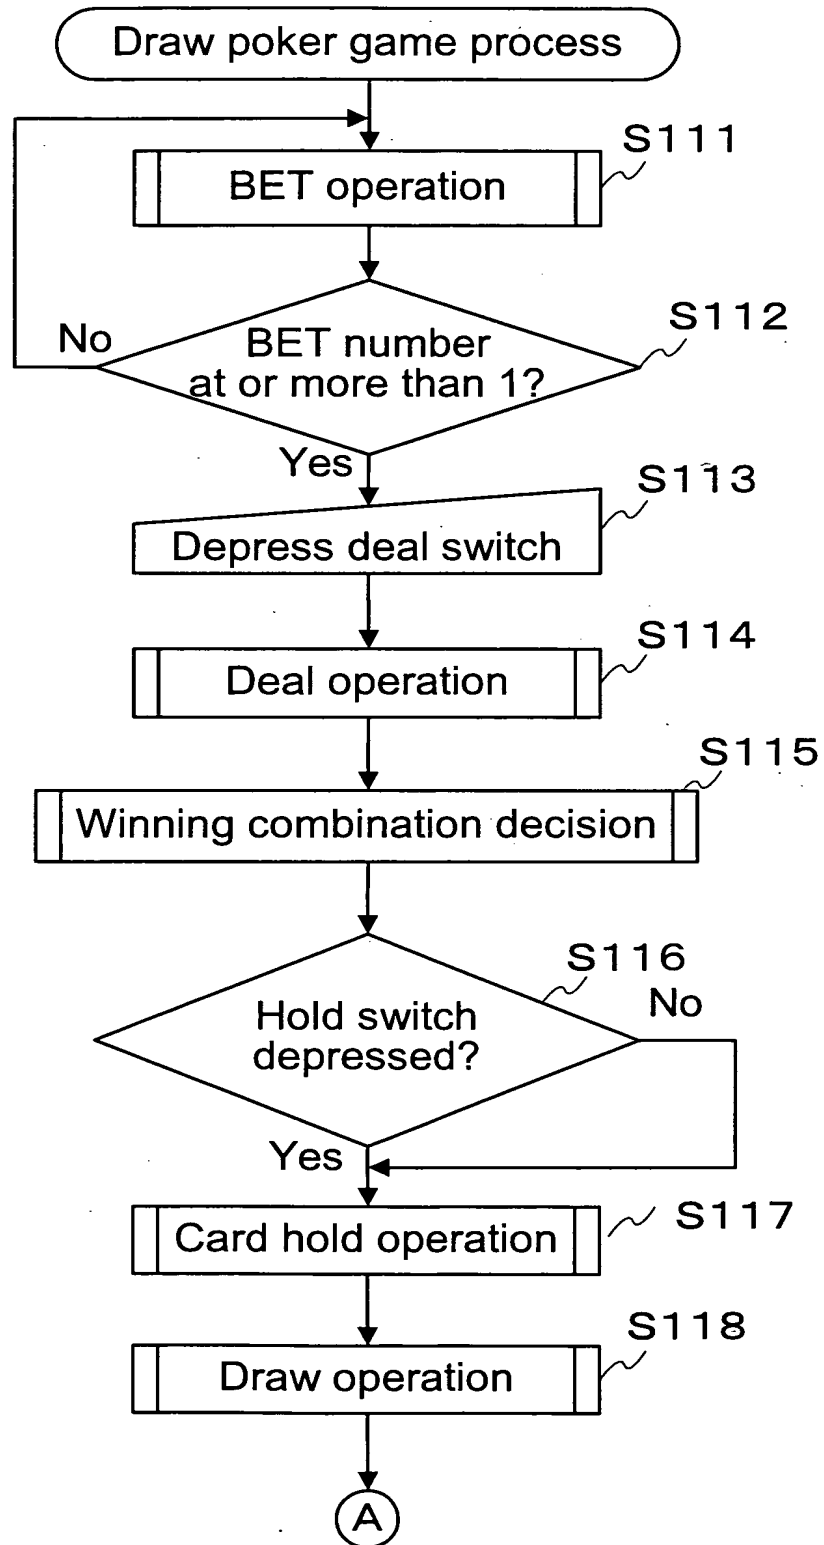 Draw poker game process
S111
BET operation
S112
No
BET number
at or more than 1?
Yes
S113
Depress deal switch
S114
Deal operation
S115
Winning combination decision
S116
No
Hold switch
depressed?
Yes
S117
Card hold operation
S118
Draw operation
A